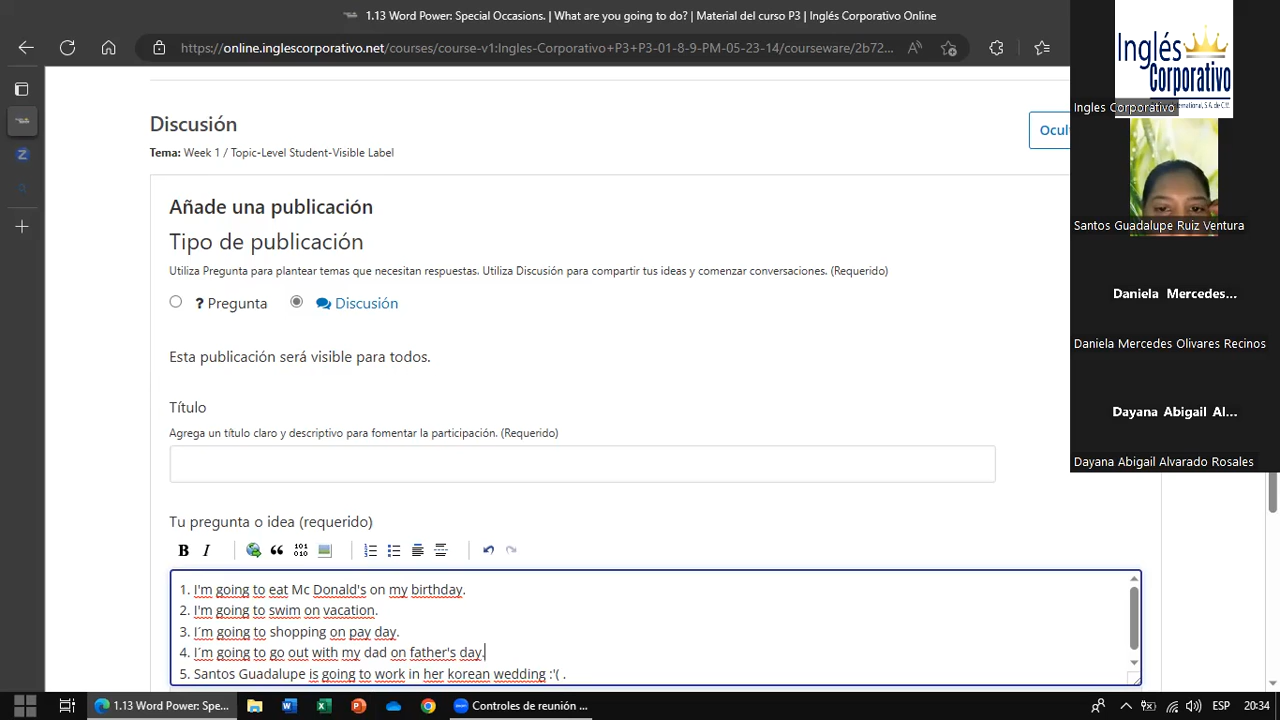 1.13 Word Power: Special Occasions. | What are you going to do? | Material del curso P3 | Inglés Corporativo Online
https://online.inglescorporativo.net/courses/course-v1:Ingles-Corporativo+P3+P3-01-8-9-PM-05-23-14/courseware/2b72...
Inglés
Corporativo
Ingles Corporativo
Discusión
Ocul
Tema: Week 1 / Topic-Level Student-Visible Label
Añade una publicación
Santos Guadalupe Ruiz Ventura
Tipo de publicación
Utiliza Pregunta para plantear temas que necesitan respuestas. Utiliza Discusión para compartir tus ideas y comenzar conversaciones. (Requerido)
? Pregunta
Discusión
Daniela Mercedes...
Daniela Mercedes Olivares Recinos
Esta publicación será visible para todos.
Título
Dayana Abigail Al...
Agrega un título claro y descriptivo para fomentar la participación. (Requerido)
Dayana Abigail Alvarado Rosales
Tu pregunta o idea (requerido)
B I
1. I'm going to eat Mc Donald's on my birthday.
2. I'm going to swim on vacation.
3. I´m going to shopping on pay day.
4. I´m going to go out with my dad on father's day.
5. Santos Guadalupe is going to work in her korean wedding :'( .
1.13 Word Power: Spe...
Controles de reunión ...
ESP
20:34